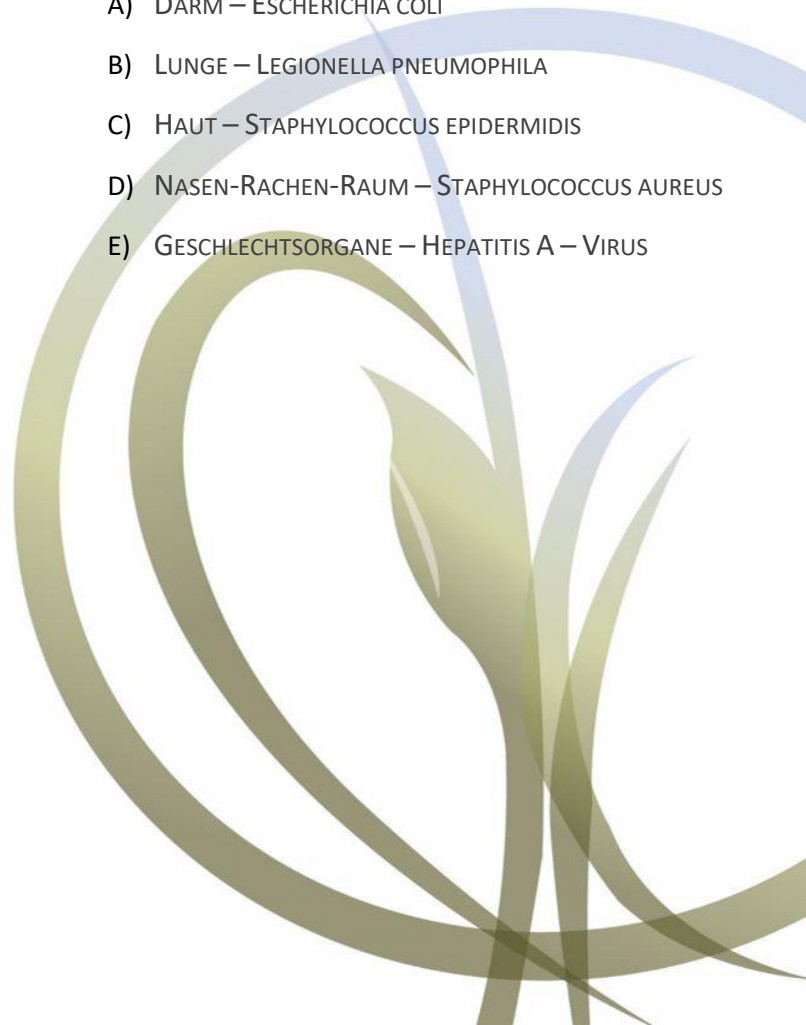 A) DARM – ESCHERICHIA COLI
B) LUNGE – LEGIONELLA PNEUMOPHILA
C) HAUT – STAPHYLOCOCCUS EPIDERMIDIS
D) NASEN-RACHEN-RAUM – STAPHYLOCOCCUS AUREUS
E) GESCHLECHTSORGANE – HEPATITIS A – VIRUS